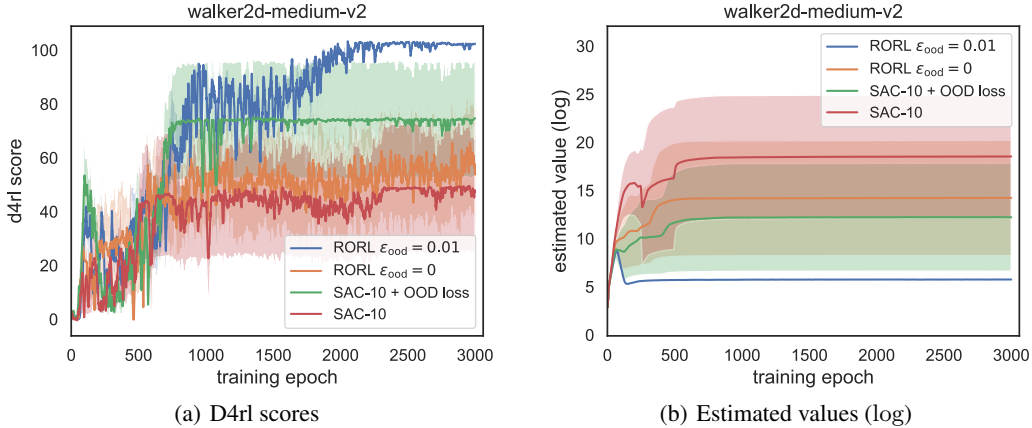 walker2d-medium-v2
d4rl score
100
80
60
40
20
0
RORL ε_ood = 0.01
RORL ε_ood = 0
SAC-10 + OOD loss
SAC-10
0 500 1000 1500 2000 2500 3000
training epoch
(a) D4rl scores
walker2d-medium-v2
estimated value (log)
30
25
20
15
10
5
0
RORL ε_ood = 0.01
RORL ε_ood = 0
SAC-10 + OOD loss
SAC-10
0 500 1000 1500 2000 2500 3000
training epoch
(b) Estimated values (log)